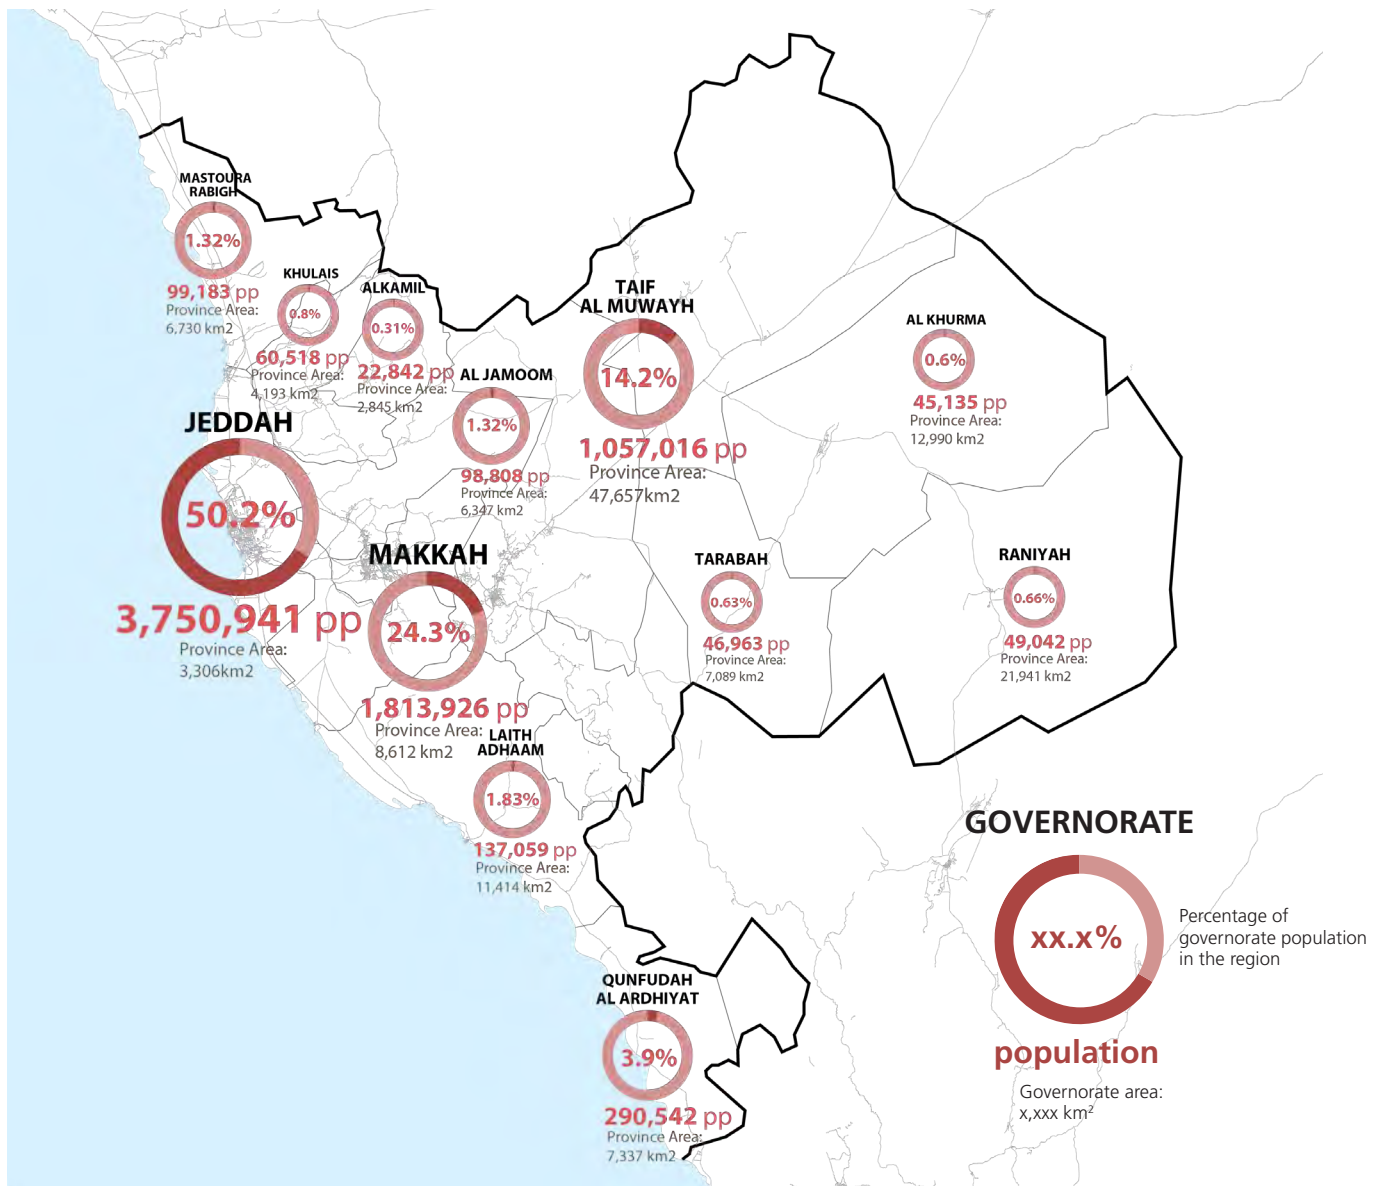 MASTOURA
RABIGH
1.32%
99,183 pp
Province Area:
6,730 km2
KHULAIS
0.8%
60,518 pp
Province Area:
4,193 km2
ALKAMIL
0.31%
22,842 pp
Province Area:
2,845 km2
AL JAMOOM
1.32%
98,808 pp
Province Area:
6,347 km2
TAIF
AL MUWAYH
14.2%
1,057,016 pp
Province Area:
47,657km2
AL KHURMA
0.6%
45,135 pp
Province Area:
12,990 km2
JEDDAH
50.2%
3,750,941 pp
Province Area:
3,306km2
MAKKAH
24.3%
1,813,926 pp
Province Area:
8,612 km2
TARABAH
0.63%
46,963 pp
Province Area:
7,089 km2
RANIYAH
0.66%
49,042 pp
Province Area:
21,941 km2
LAITH
ADHAAM
1.83%
137,059 pp
Province Area:
11,414 km2
QUNFUDAH
AL ARDHIYAT
3.9%
290,542 pp
Province Area:
7,337 km2
GOVERNORATE
xx.x%
Percentage of
governorate population
in the region
population
Governorate area:
x,xxx km²